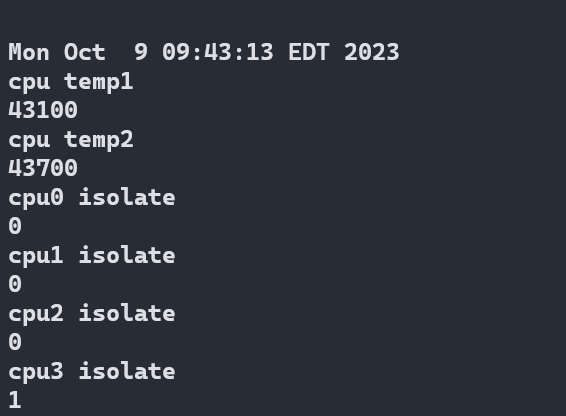 Mon Oct  9 09:43:13 EDT 2023
cpu temp1
43100
cpu temp2
43700
cpu0 isolate
0
cpu1 isolate
0
cpu2 isolate
0
cpu3 isolate
1